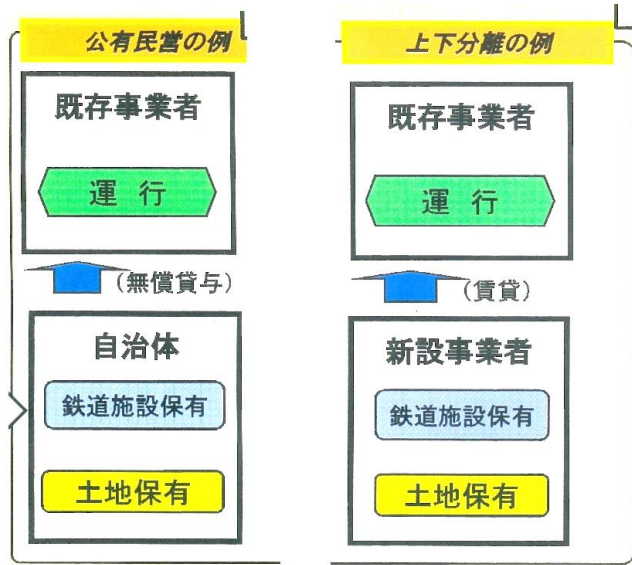 公有民営の例
既存事業者
運行
(無償貸与)
自治体
鉄道施設保有
土地保有
上下分離の例
既存事業者
運行
(賃貸)
新設事業者
鉄道施設保有
土地保有